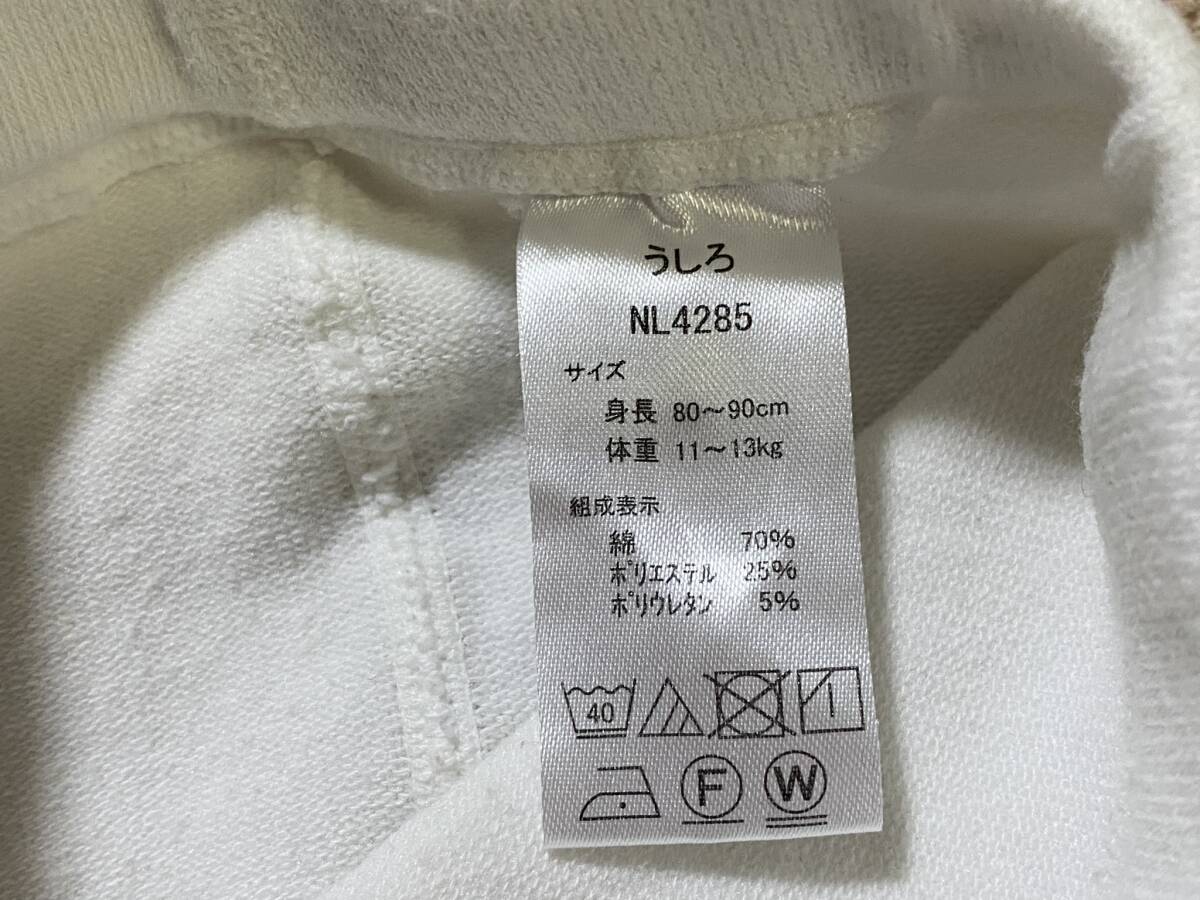 うしろ
NL4285
サイズ
身長 80～90cm
体重 11～13kg
組成表示
綿 70%
ポリエステル 25%
ポリウレタン 5%
40
F W